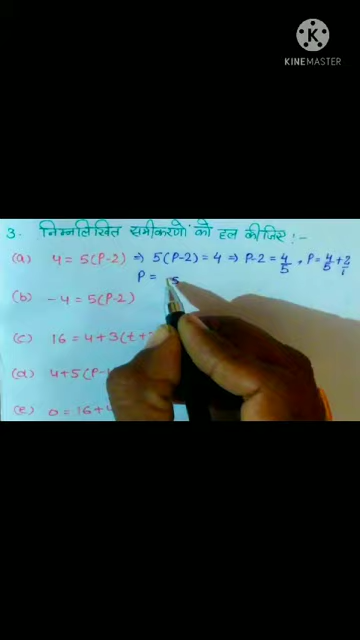 KINEMASTER
3. निम्नलिखित समीकरणों को हल कीजिए :-
(a) 4 = 5(P-2) ⇒ 5(P-2) = 4 ⇒ P-2 = 4/5, P = 4/5 + 2/1
P = 5
(b) -4 = 5(P-2)
(c) 16 = 4+3(t+
(d) 4+5(P-
(e) 0 = 16+